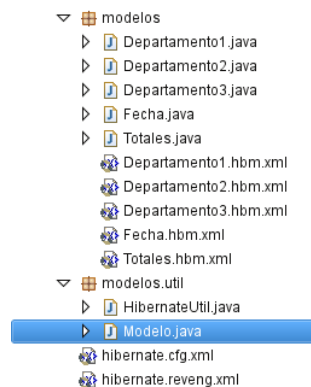 modelos
Departamento1.java
Departamento2.java
Departamento3.java
Fecha.java
Totales.java
Departamento1.hbm.xml
Departamento2.hbm.xml
Departamento3.hbm.xml
Fecha.hbm.xml
Totales.hbm.xml
modelos.util
HibernateUtil.java
Modelo.java
hibernate.cfg.xml
hibernate.reveng.xml